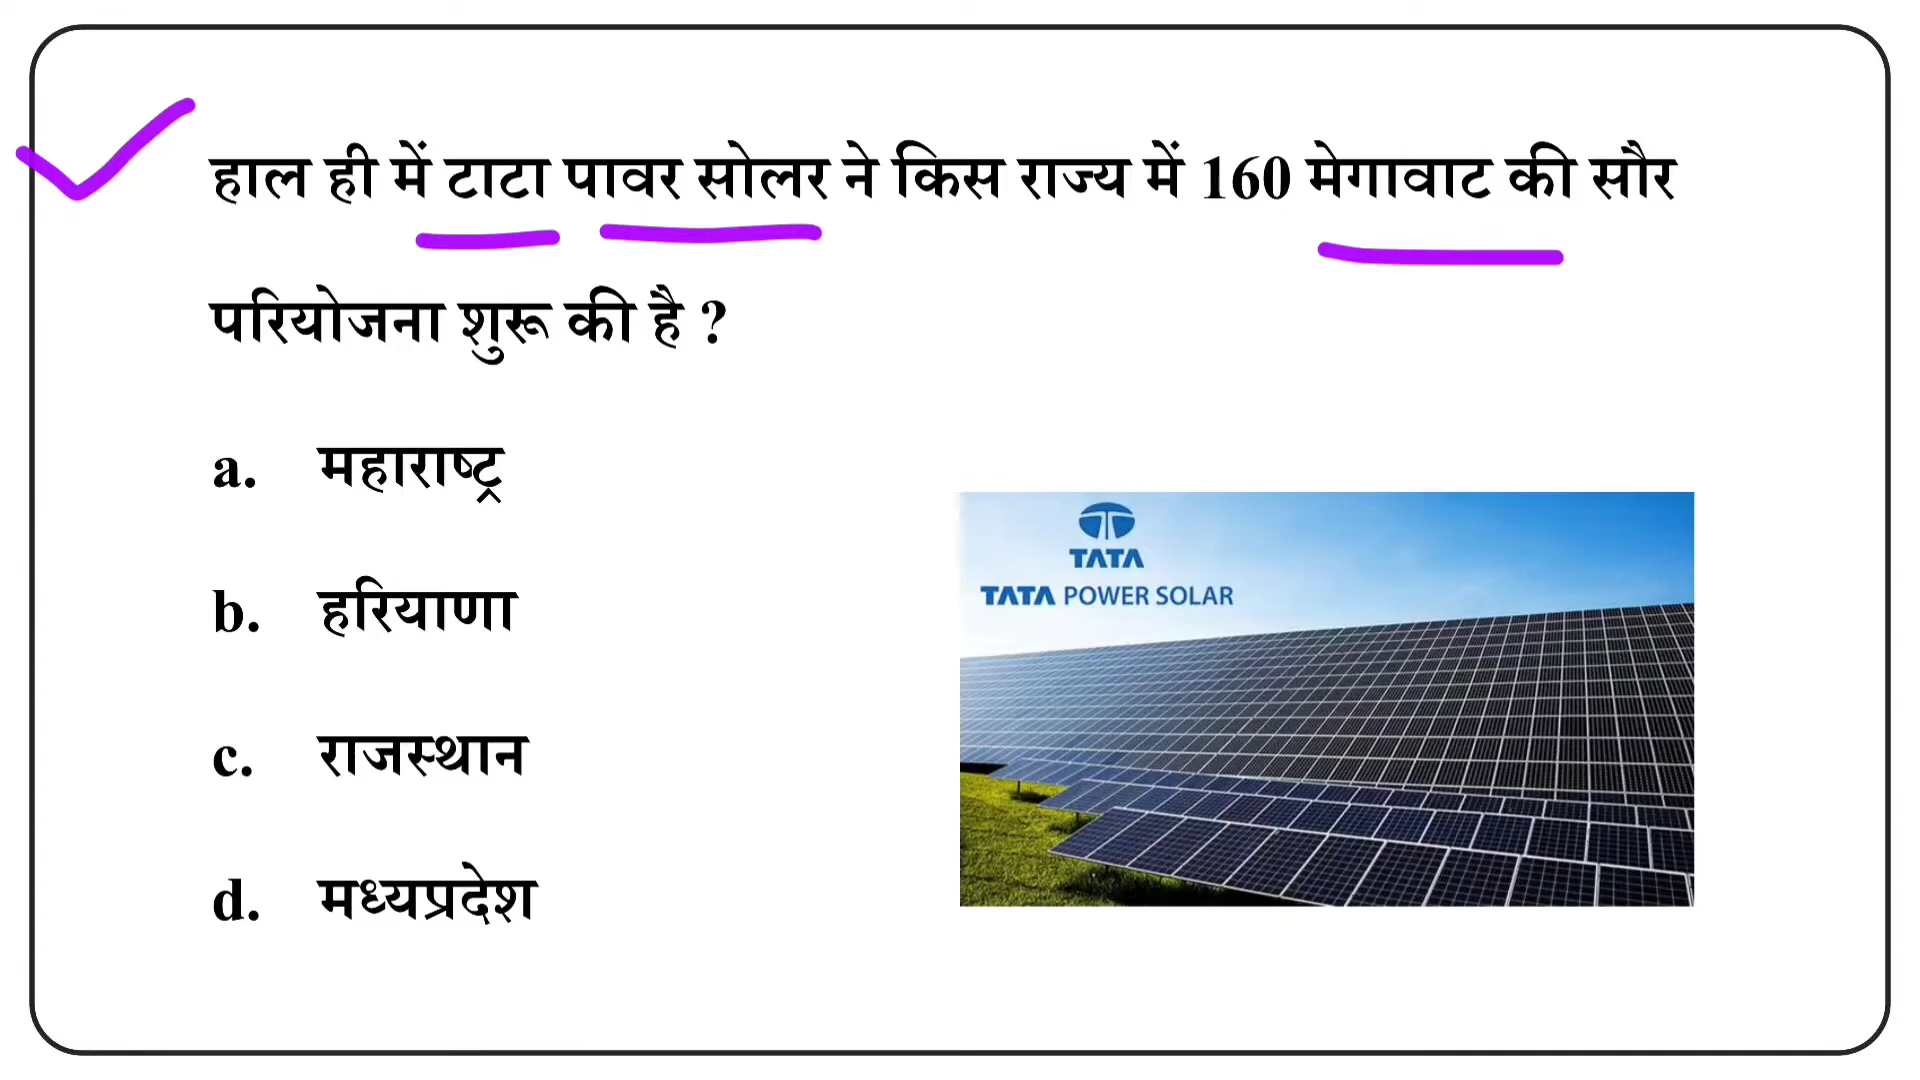 हाल ही में टाटा पावर सोलर ने किस राज्य में 160 मेगावाट की सौर
परियोजना शुरू की है ?
a. महाराष्ट्र
b. हरियाणा
c. राजस्थान
d. मध्यप्रदेश
TATA
TATA POWER SOLAR